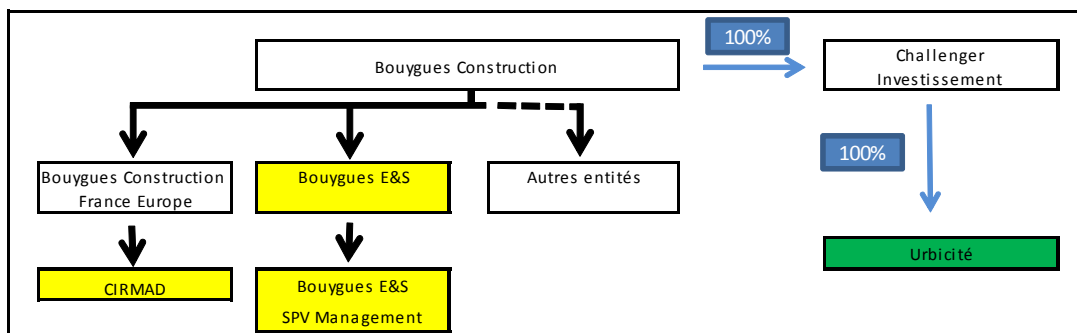 100%
Bouygues Construction
Challenger
Investissement
100%
Bouygues Construction
France Europe
Bouygues E&S
Autres entités
Urbicité
CIRMAD
Bouygues E&S
SPV Management